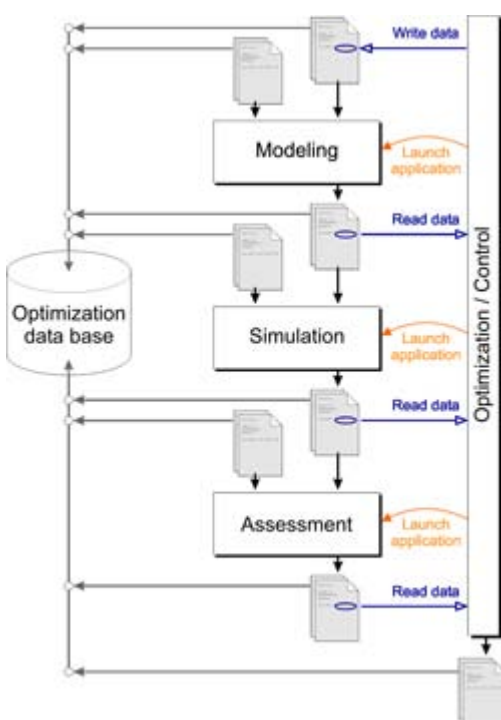 Write data
Modeling
Launch
application
Read data
Optimization
data base
Simulation
Launch
application
Optimization / Control
Read data
Assessment
Launch
application
Read data